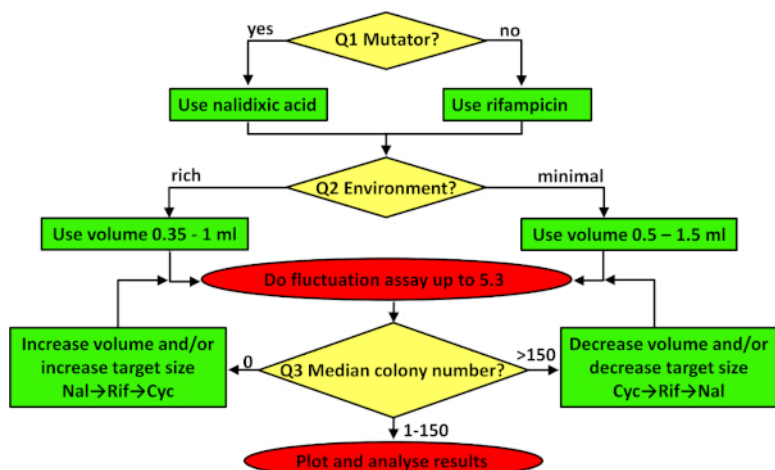 yes
Q1 Mutator?
no
Use nalidixic acid
Use rifampicin
rich
Q2 Environment?
minimal
Use volume 0.35 - 1 ml
Use volume 0.5 – 1.5 ml
Do fluctuation assay up to 5.3
Increase volume and/or
increase target size
Nal→Rif→Cyc
0
Q3 Median colony number?
>150
Decrease volume and/or
decrease target size
Cyc→Rif→Nal
1-150
Plot and analyse results